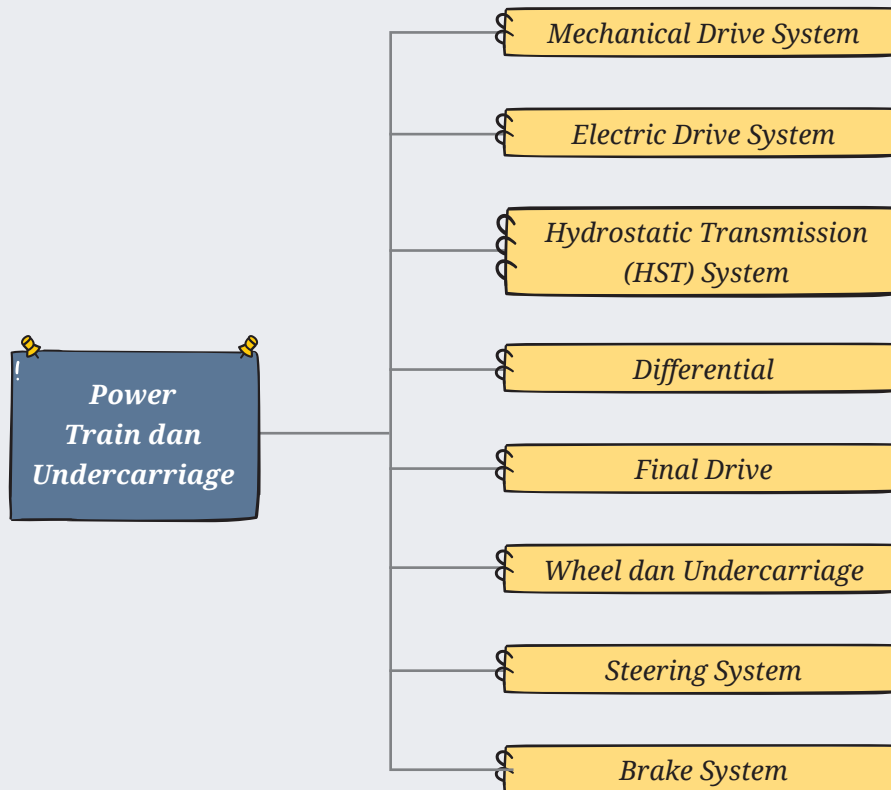 Mechanical Drive System
Electric Drive System
Hydrostatic Transmission
(HST) System
!
Power
Train dan
Undercarriage
Differential
Final Drive
Wheel dan Undercarriage
Steering System
Brake System